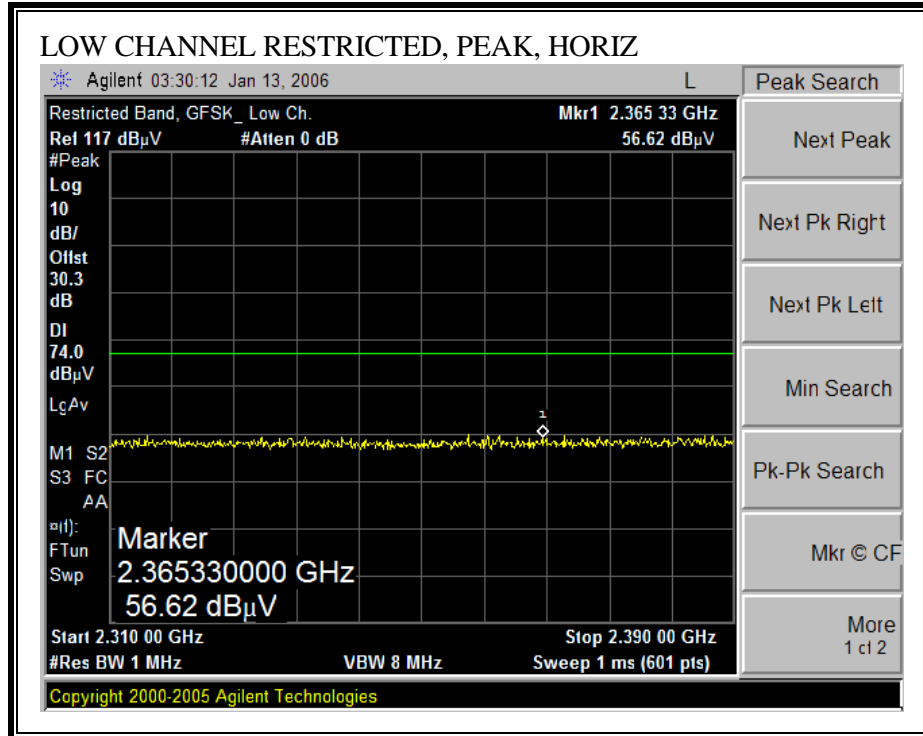 LOW CHANNEL RESTRICTED, PEAK, HORIZ
Agilent 03:30:12 Jan 13, 2006 L
Peak Search
Restricted Band, GFSK_ Low Ch. Mkr1 2.365 33 GHz
Ref 117 dBµV #Atten 0 dB 56.62 dBµV
#Peak
Log
10
dB/
Offst
30.3
dB
DI
74.0
dBµV
LgAv
1
M1 S2
S3 FC
AA
¤(f):
FTun
Swp
Marker
2.365330000 GHz
56.62 dBµV
Start 2.310 00 GHz Stop 2.390 00 GHz
#Res BW 1 MHz VBW 8 MHz Sweep 1 ms (601 pts)
Copyright 2000-2005 Agilent Technologies
Next Peak
Next Pk Right
Next Pk Left
Min Search
Pk-Pk Search
Mkr © CF
More
1 of 2